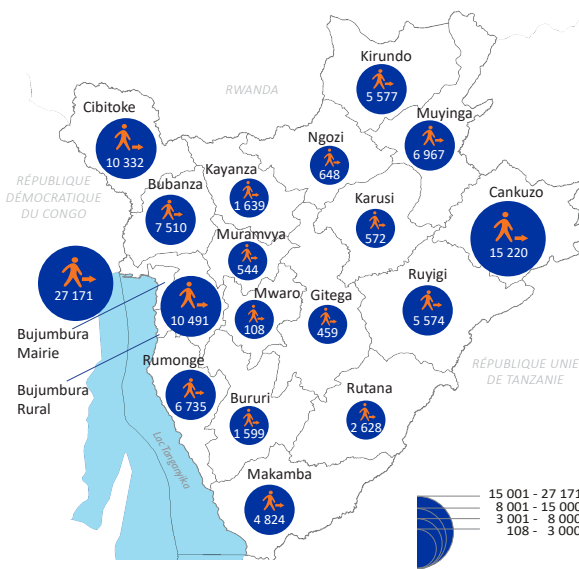 Kirundo
5 577
RWANDA
Cibitoke
10 332
Muyinga
6 967
Ngozi
648
RÉPUBLIQUE
DÉMOCRATIQUE
DU CONGO
Kayanza
1 639
Bubanza
7 510
Karusi
572
Cankuzo
15 220
Muramvya
544
27 171
Bujumbura
Mairie
10 491
Mwaro
108
Gitega
459
Ruyigi
5 574
RÉPUBLIQUE UNIE
DE TANZANIE
Bujumbura
Rural
Rumonge
6 735
Bururi
1 599
Rutana
2 628
Lac Tanganyika
Makamba
4 824
15 001 - 27 171
8 001 - 15 000
3 001 - 8 000
108 - 3 000